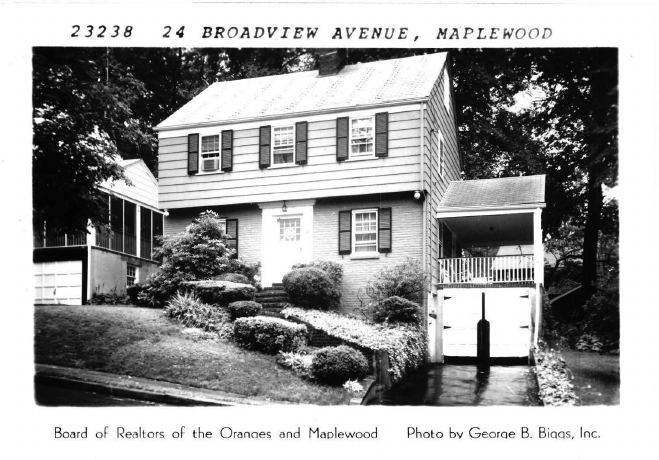 23238 24 BROADVIEW AVENUE, MAPLEWOOD
Board of Realtors of the Oranges and Maplewood Photo by George B. Biggs, Inc.